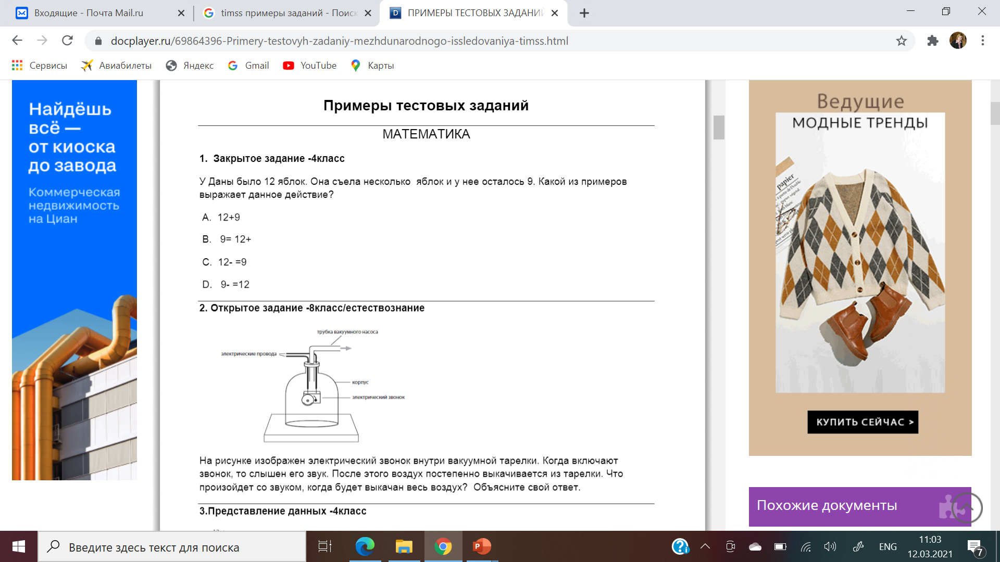 Входящие - Почта Mail.ru
timss примеры заданий - Поиск
ПРИМЕРЫ ТЕСТОВЫХ ЗАДАНИЙ
docplayer.ru/69864396-Primery-testovyh-zadaniy-mezhdunarodnogo-issledovaniya-timss.html
Сервисы
Авиабилеты
Яндекс
Gmail
YouTube
Карты
Найдёшь
всё —
от киоска
до завода
Коммерческая
недвижимость
на Циан
Примеры тестовых заданий
МАТЕМАТИКА
1. Закрытое задание -4класс
У Даны было 12 яблок. Она съела несколько яблок и у нее осталось 9. Какой из примеров
выражает данное действие?
A. 12+9
B. 9= 12+
C. 12- =9
D. 9- =12
2. Открытое задание -8класс/естествознание
трубка вакуумного насоса
электрические провода
корпус
электрический звонок
На рисунке изображен электрический звонок внутри вакуумной тарелки. Когда включают
звонок, то слышен его звук. После этого воздух постепенно выкачивается из тарелки. Что
произойдет со звуком, когда будет выкачан весь воздух? Объясните свой ответ.
3.Представление данных -4класс
Ведущие
МОДНЫЕ ТРЕНДЫ
papier
КУПИТЬ СЕЙЧАС >
Похожие документы
Введите здесь текст для поиска
ENG
11:03
12.03.2021
7